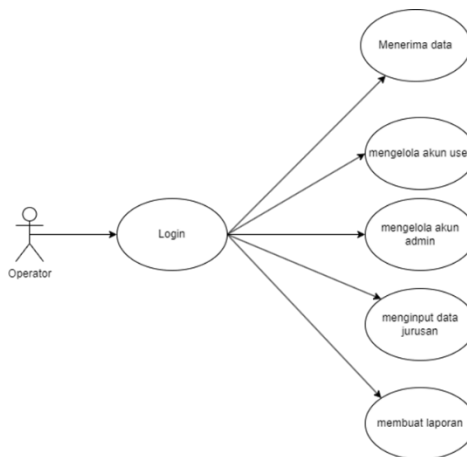 Menerima data
mengelola akun use
Login
mengelola akun
admin
Operator
menginput data
jurusan
membuat laporan